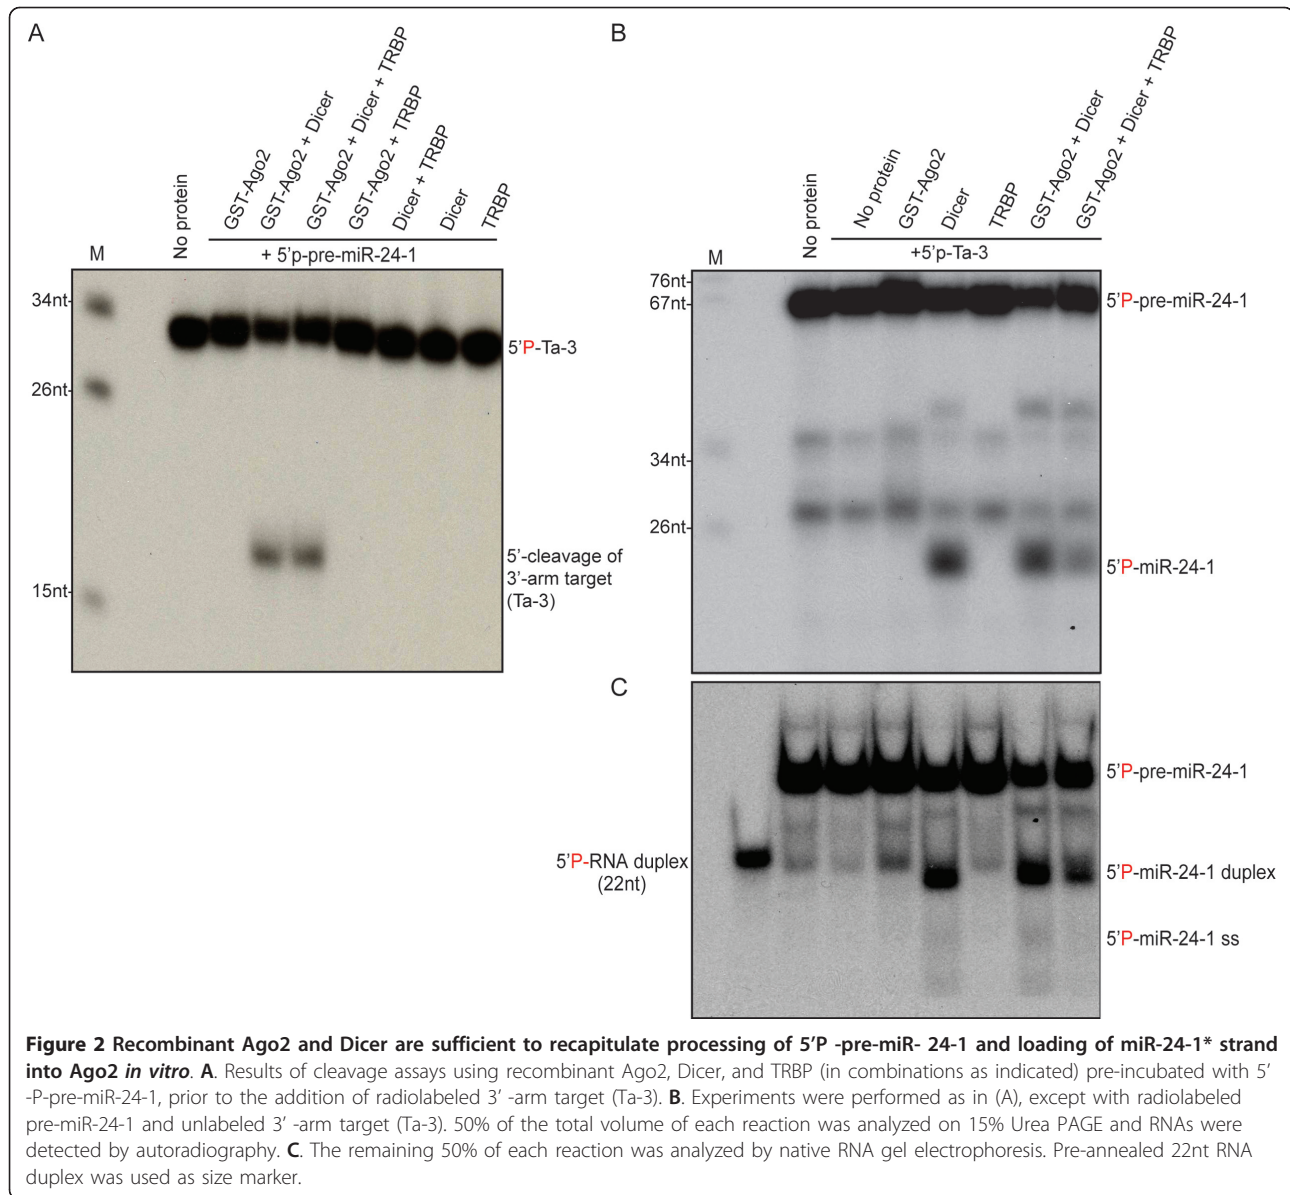 A
No protein
GST-Ago2
GST-Ago2 + Dicer
GST-Ago2 + Dicer + TRBP
GST-Ago2 + TRBP
Dicer + TRBP
Dicer
TRBP
M
+ 5'p-pre-miR-24-1
34nt
26nt
15nt
5'P-Ta-3
5'-cleavage of
3'-arm target
(Ta-3)
B
No protein
No protein
GST-Ago2
Dicer
TRBP
GST-Ago2 + Dicer
GST-Ago2 + Dicer + TRBP
M
+5'p-Ta-3
76nt
67nt
34nt
26nt
5'P-pre-miR-24-1
5'P-miR-24-1
C
5'P-RNA duplex
(22nt)
5'P-pre-miR-24-1
5'P-miR-24-1 duplex
5'P-miR-24-1 ss
Figure 2 Recombinant Ago2 and Dicer are sufficient to recapitulate processing of 5'P -pre-miR- 24-1 and loading of miR-24-1* strand
into Ago2 in vitro. A. Results of cleavage assays using recombinant Ago2, Dicer, and TRBP (in combinations as indicated) pre-incubated with 5'
-P-pre-miR-24-1, prior to the addition of radiolabeled 3' -arm target (Ta-3). B. Experiments were performed as in (A), except with radiolabeled
pre-miR-24-1 and unlabeled 3' -arm target (Ta-3). 50% of the total volume of each reaction was analyzed on 15% Urea PAGE and RNAs were
detected by autoradiography. C. The remaining 50% of each reaction was analyzed by native RNA gel electrophoresis. Pre-annealed 22nt RNA
duplex was used as size marker.